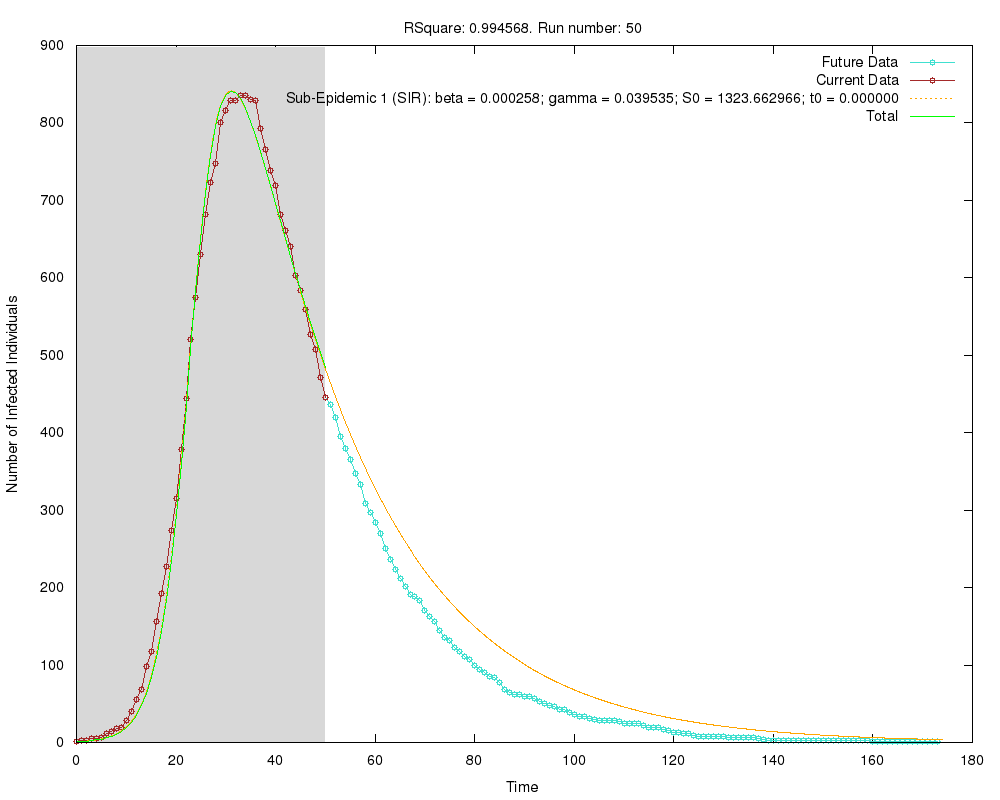 RSquare: 0.994568. Run number: 50
900
800
700
600
500
400
300
200
100
0
Number of Infected Individuals
Future Data
Current Data
Sub-Epidemic 1 (SIR): beta = 0.000258; gamma = 0.039535; S0 = 1323.662966; t0 = 0.000000
Total
0 20 40 60 80 100 120 140 160 180
Time